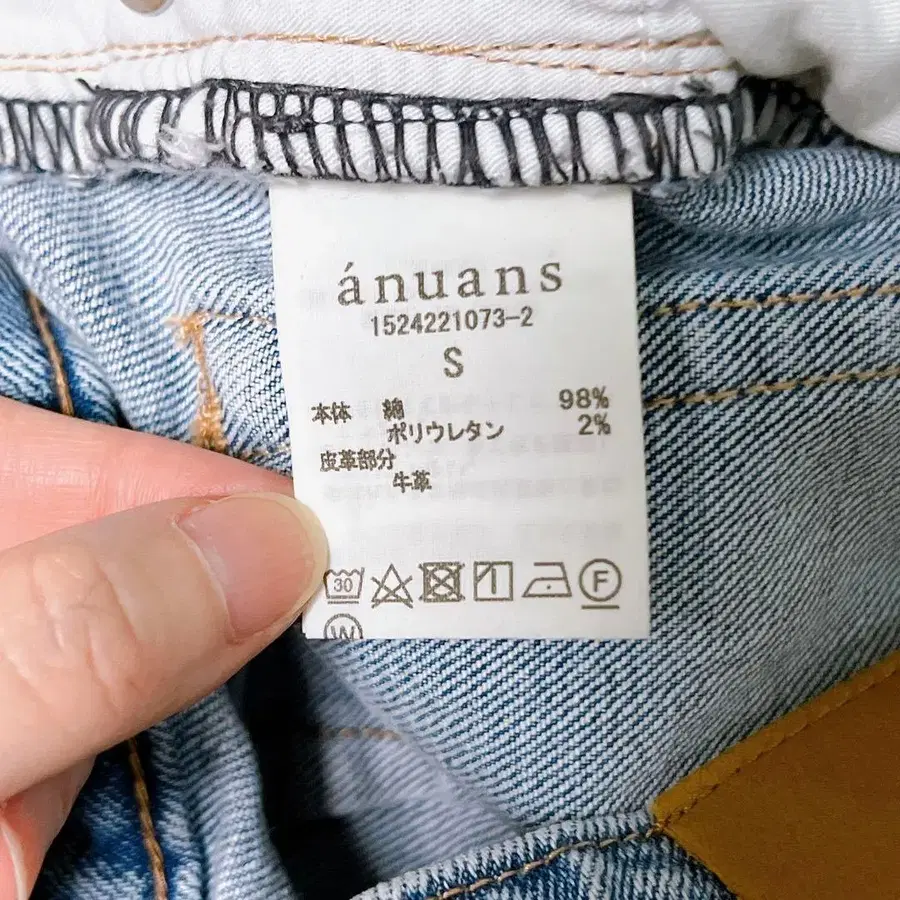 ánuans
1524221073-2
S
本体 綿 98%
ポリウレタン 2%
皮革部分
牛革
30 F
W